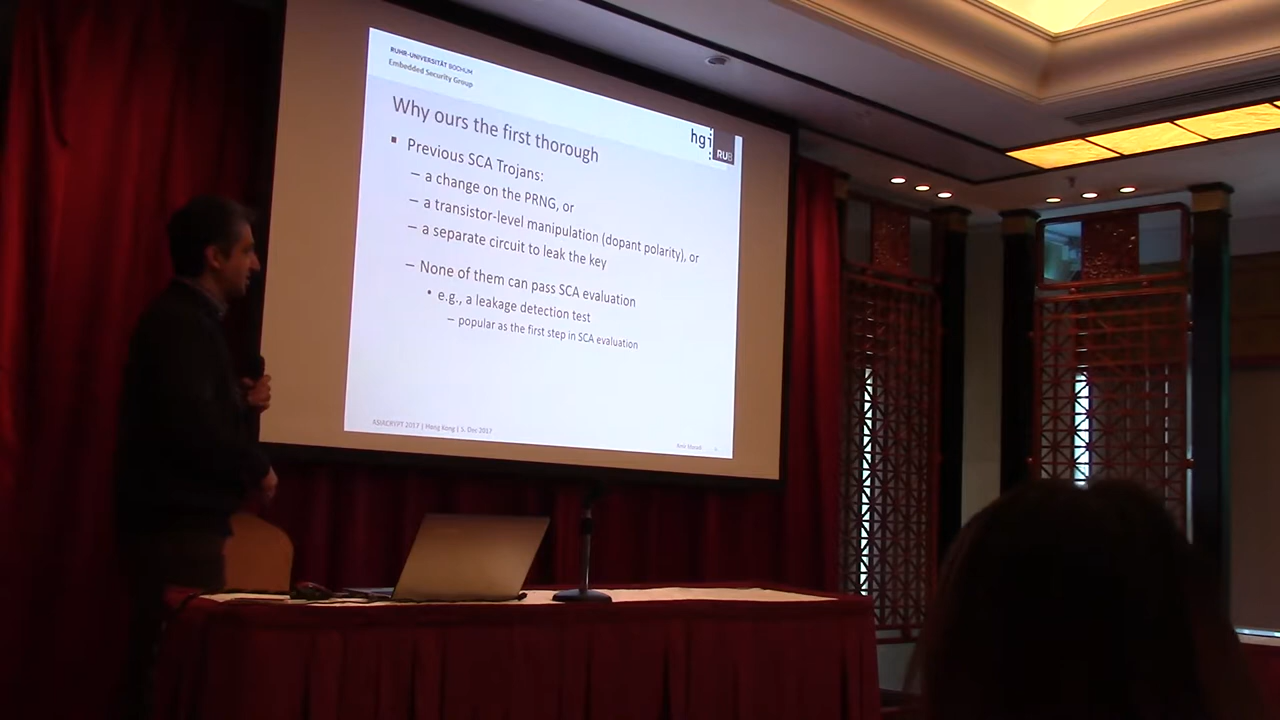 RUHR-UNIVERSITÄT BOCHUM
Embedded Security Group
hgi
RUB
Why ours the first thorough
▪ Previous SCA Trojans:
– a change on the PRNG, or
– a transistor-level manipulation (dopant polarity), or
– a separate circuit to leak the key
– None of them can pass SCA evaluation
• e.g., a leakage detection test
– popular as the first step in SCA evaluation
ASIACRYPT 2017 | Hong Kong | 5. Dec 2017
Amir Moradi